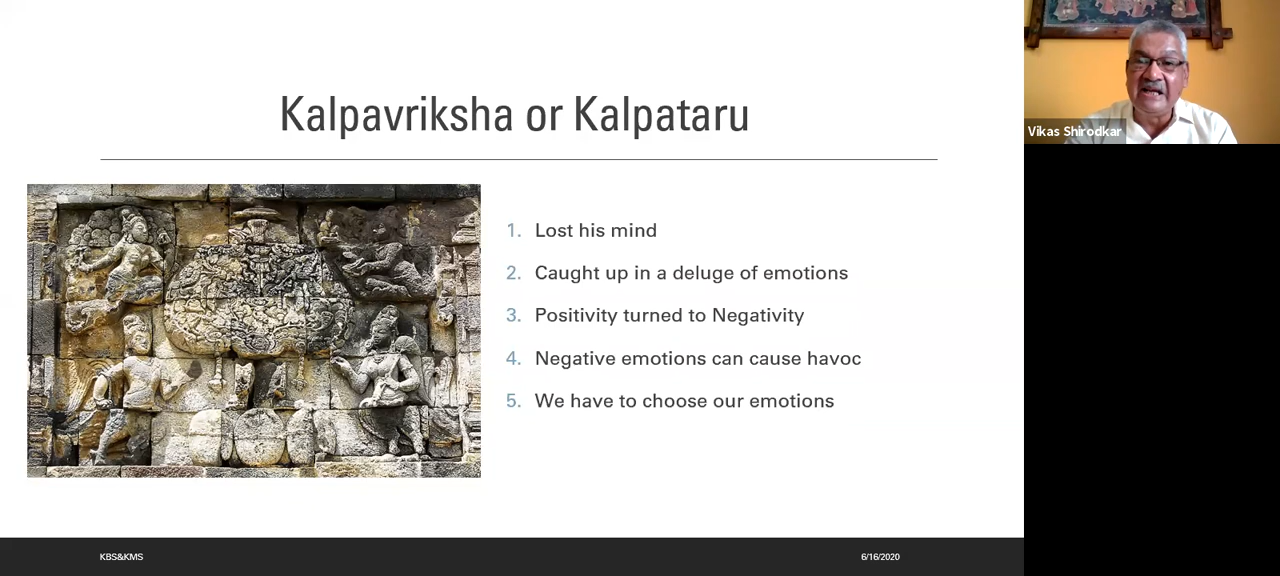 Kalpavriksha or Kalpataru
1. Lost his mind
2. Caught up in a deluge of emotions
3. Positivity turned to Negativity
4. Negative emotions can cause havoc
5. We have to choose our emotions
KBS&KMS
6/16/2020
Vikas Shirodkar